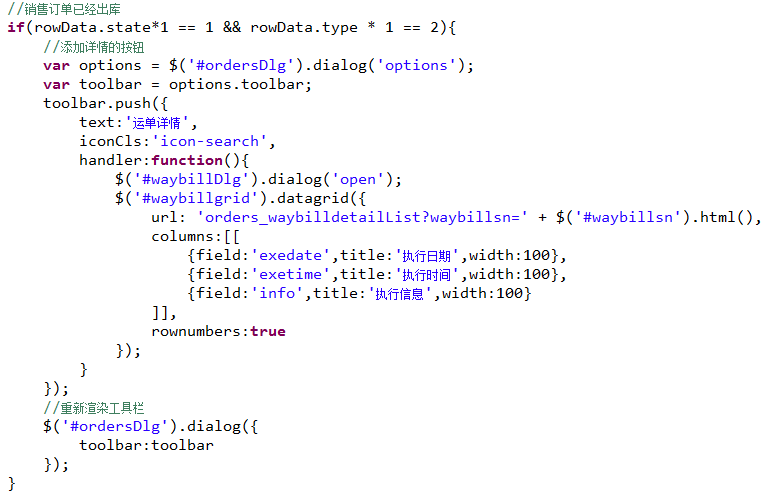 //销售订单已经出库
if(rowData.state*1 == 1 && rowData.type * 1 == 2){
    //添加详情的按钮
    var options = $('#ordersDlg').dialog('options');
    var toolbar = options.toolbar;
    toolbar.push({
        text:'运单详情',
        iconCls:'icon-search',
        handler:function(){
            $('#waybillDlg').dialog('open');
            $('#waybillgrid').datagrid({
                url: 'orders_waybilldetailList?waybillsn=' + $('#waybillsn').html(),
                columns:[[
                    {field:'exedate',title:'执行日期',width:100},
                    {field:'exetime',title:'执行时间',width:100},
                    {field:'info',title:'执行信息',width:100}
                ]],
                rownumbers:true
            });
        }
    });
    //重新渲染工具栏
    $('#ordersDlg').dialog({
        toolbar:toolbar
    });
}